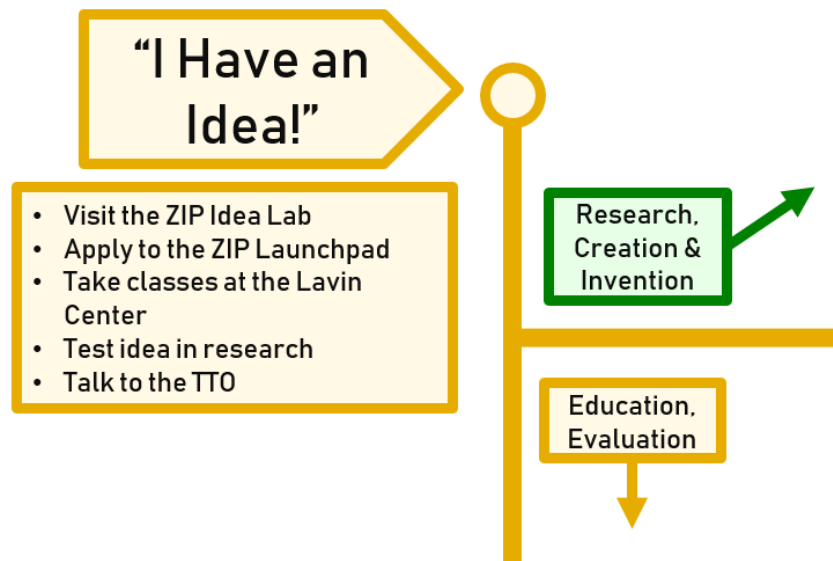 “I Have an
Idea!”
• Visit the ZIP Idea Lab
• Apply to the ZIP Launchpad
• Take classes at the Lavin
Center
• Test idea in research
• Talk to the TTO
Research,
Creation &
Invention
Education,
Evaluation